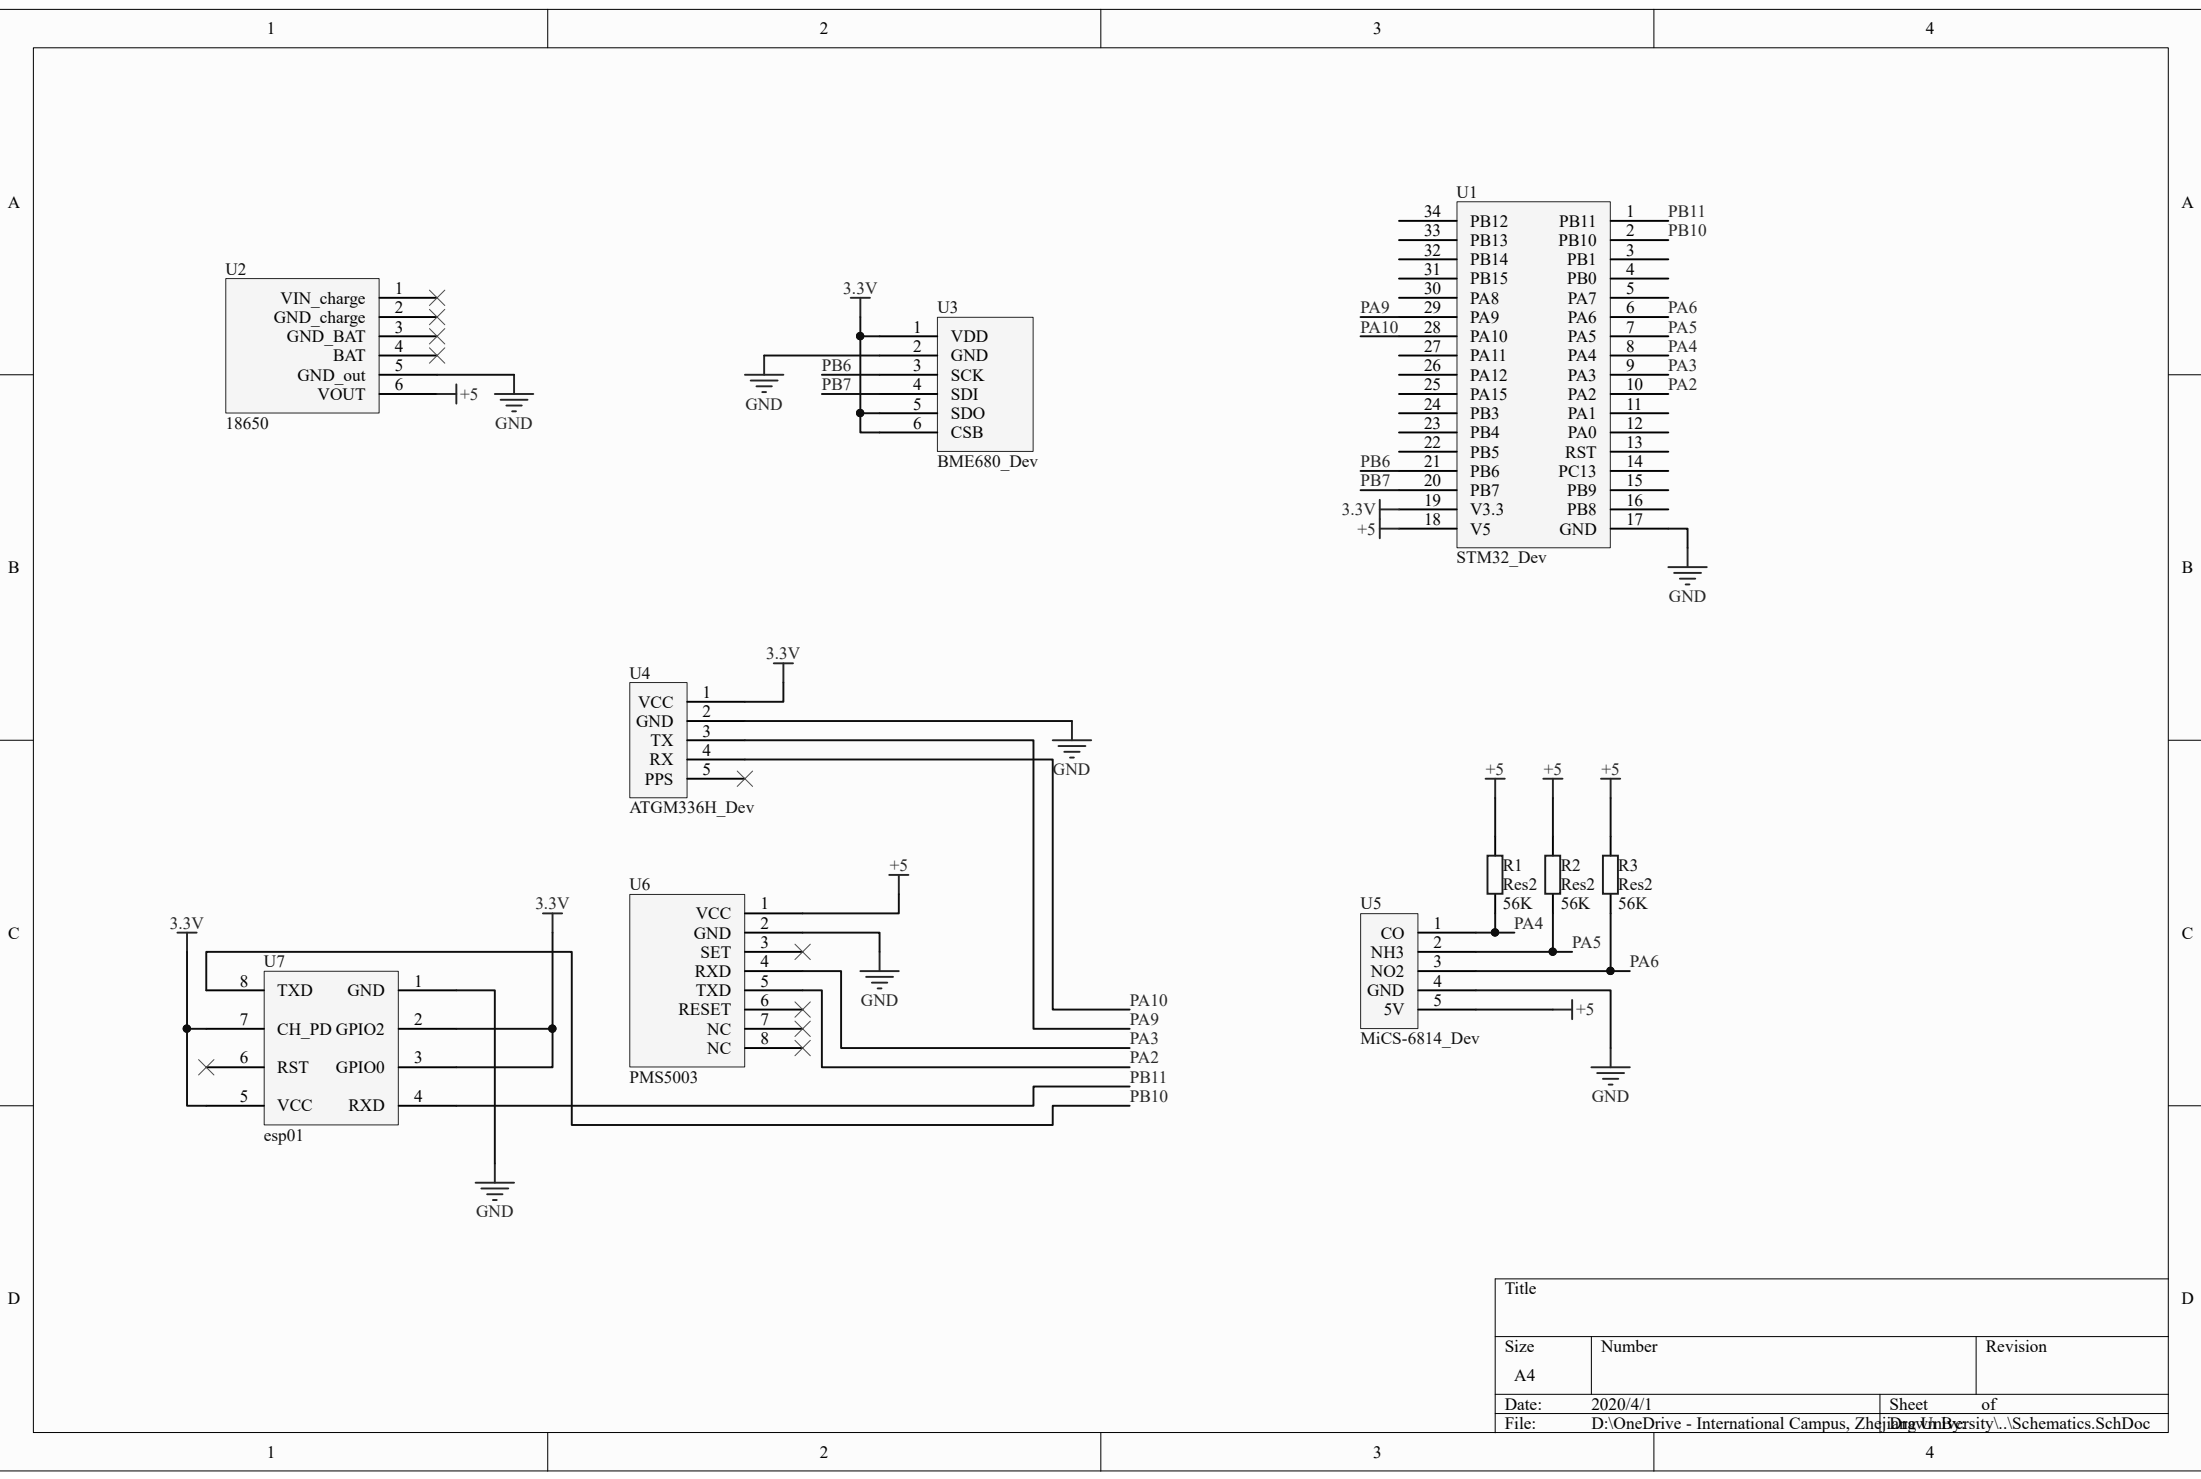 1 2 3 4
A A
U1
34 PB12 PB11 1 PB11
33 PB13 PB10 2 PB10
32 PB14 PB1 3
31 PB15 PB0 4
30 PA8 PA7 5
PA9 29 PA9 PA6 6 PA6
PA10 28 PA10 PA5 7 PA5
27 PA11 PA4 8 PA4
26 PA12 PA3 9 PA3
25 PA15 PA2 10 PA2
24 PB3 PA1 11
23 PB4 PA0 12
22 PB5 RST 13
PB6 21 PB6 PC13 14
PB7 20 PB7 PB9 15
3.3V 19 V3.3 PB8 16
+5 18 V5 GND 17
STM32_Dev
GND
U2
VIN_charge 1
GND_charge 2
GND_BAT 3
BAT 4
GND_out 5
VOUT 6 +5
18650
GND
3.3V
U3
1 VDD
2 GND
PB6 3 SCK
PB7 4 SDI
5 SDO
6 CSB
GND
BME680_Dev
B B
3.3V
U4
VCC 1
GND 2
TX 3
RX 4
PPS 5
GND
ATGM336H_Dev
+5
U6
VCC 1
GND 2
SET 3
RXD 4
TXD 5
RESET 6
NC 7
NC 8
GND
PMS5003
PA10
PA9
PA3
PA2
PB11
PB10
C C
3.3V 3.3V
U7
8 TXD GND 1
7 CH_PD GPIO2 2
6 RST GPIO0 3
5 VCC RXD 4
esp01
GND
+5 +5 +5
R1 R2 R3
Res2 Res2 Res2
56K 56K 56K
U5
CO 1 PA4
NH3 2 PA5
NO2 3 PA6
GND 4
5V 5 +5
MiCS-6814_Dev
GND
D D
Title
Size Number Revision
A4
Date: 2020/4/1 Sheet of
File: D:\OneDrive - International Campus, Zhejiang University\..\Schematics.SchDoc
Drawn By:
1 2 3 4